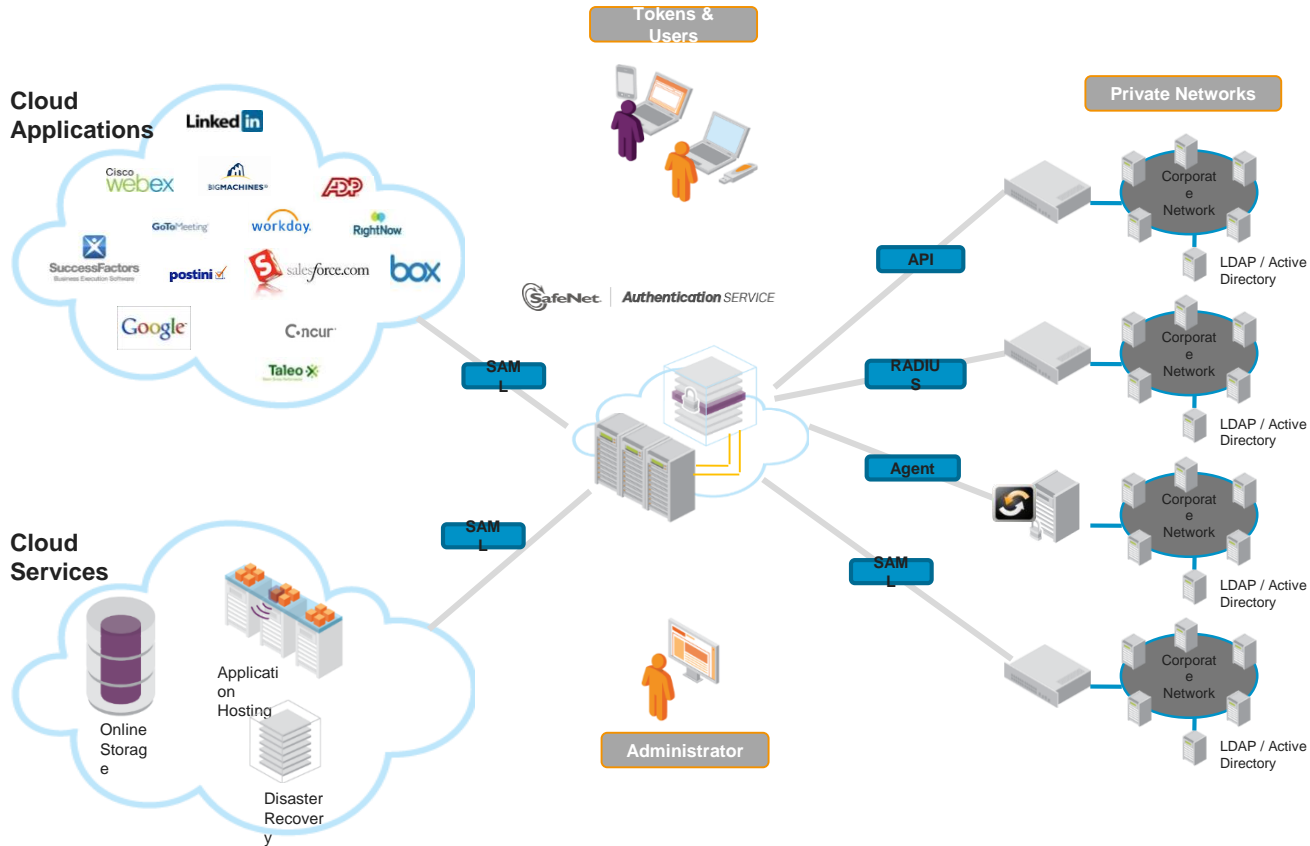 Tokens &
Users
Cloud
Applications
Linked in
Cisco
webex
BIGMACHINES®
ADP
GoToMeeting
workday.
RightNow
SuccessFactors
Business Execution Software
postini
S
salesforce.com
box
Google
C·ncur
Taleo
SafeNet.
Authentication SERVICE
SAM
L
SAM
L
Cloud
Services
Online
Storag
e
Applicati
on
Hosting
Disaster
Recover
y
Administrator
Private Networks
API
RADIU
S
Agent
SAM
L
Corporat
e
Network
LDAP / Active
Directory
Corporat
e
Network
LDAP / Active
Directory
Corporat
e
Network
LDAP / Active
Directory
Corporat
e
Network
LDAP / Active
Directory